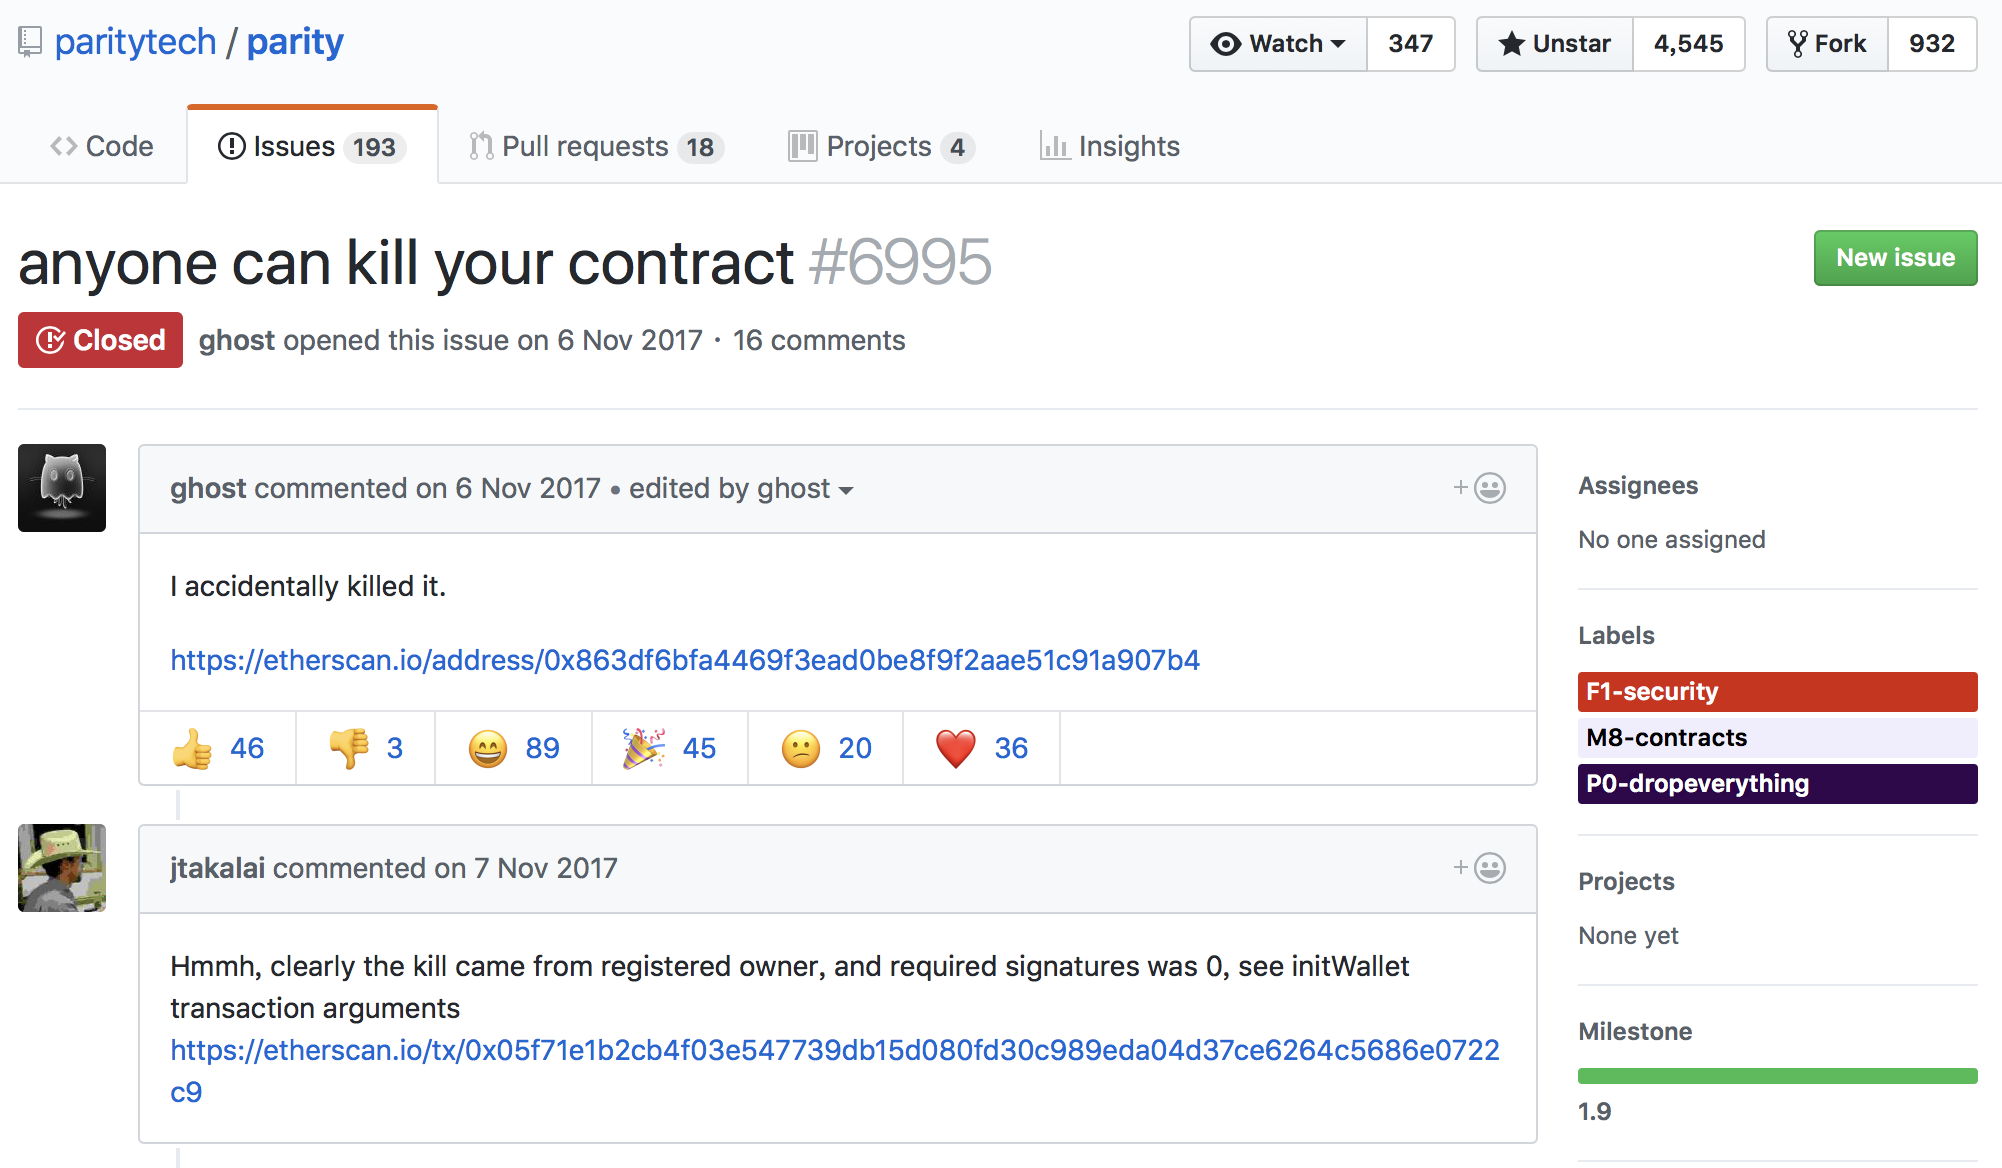 paritytech / parity
Watch 347
Unstar 4,545
Fork 932
Code
Issues 193
Pull requests 18
Projects 4
Insights
anyone can kill your contract #6995
New issue
Closed
ghost opened this issue on 6 Nov 2017 · 16 comments
ghost commented on 6 Nov 2017 • edited by ghost
I accidentally killed it.
https://etherscan.io/address/0x863df6bfa4469f3ead0be8f9f2aae51c91a907b4
46 3 89 45 20 36
jtakalai commented on 7 Nov 2017
Hmmh, clearly the kill came from registered owner, and required signatures was 0, see initWallet
transaction arguments
https://etherscan.io/tx/0x05f71e1b2cb4f03e547739db15d080fd30c989eda04d37ce6264c5686e0722
c9
Assignees
No one assigned
Labels
F1-security
M8-contracts
P0-dropeverything
Projects
None yet
Milestone
1.9